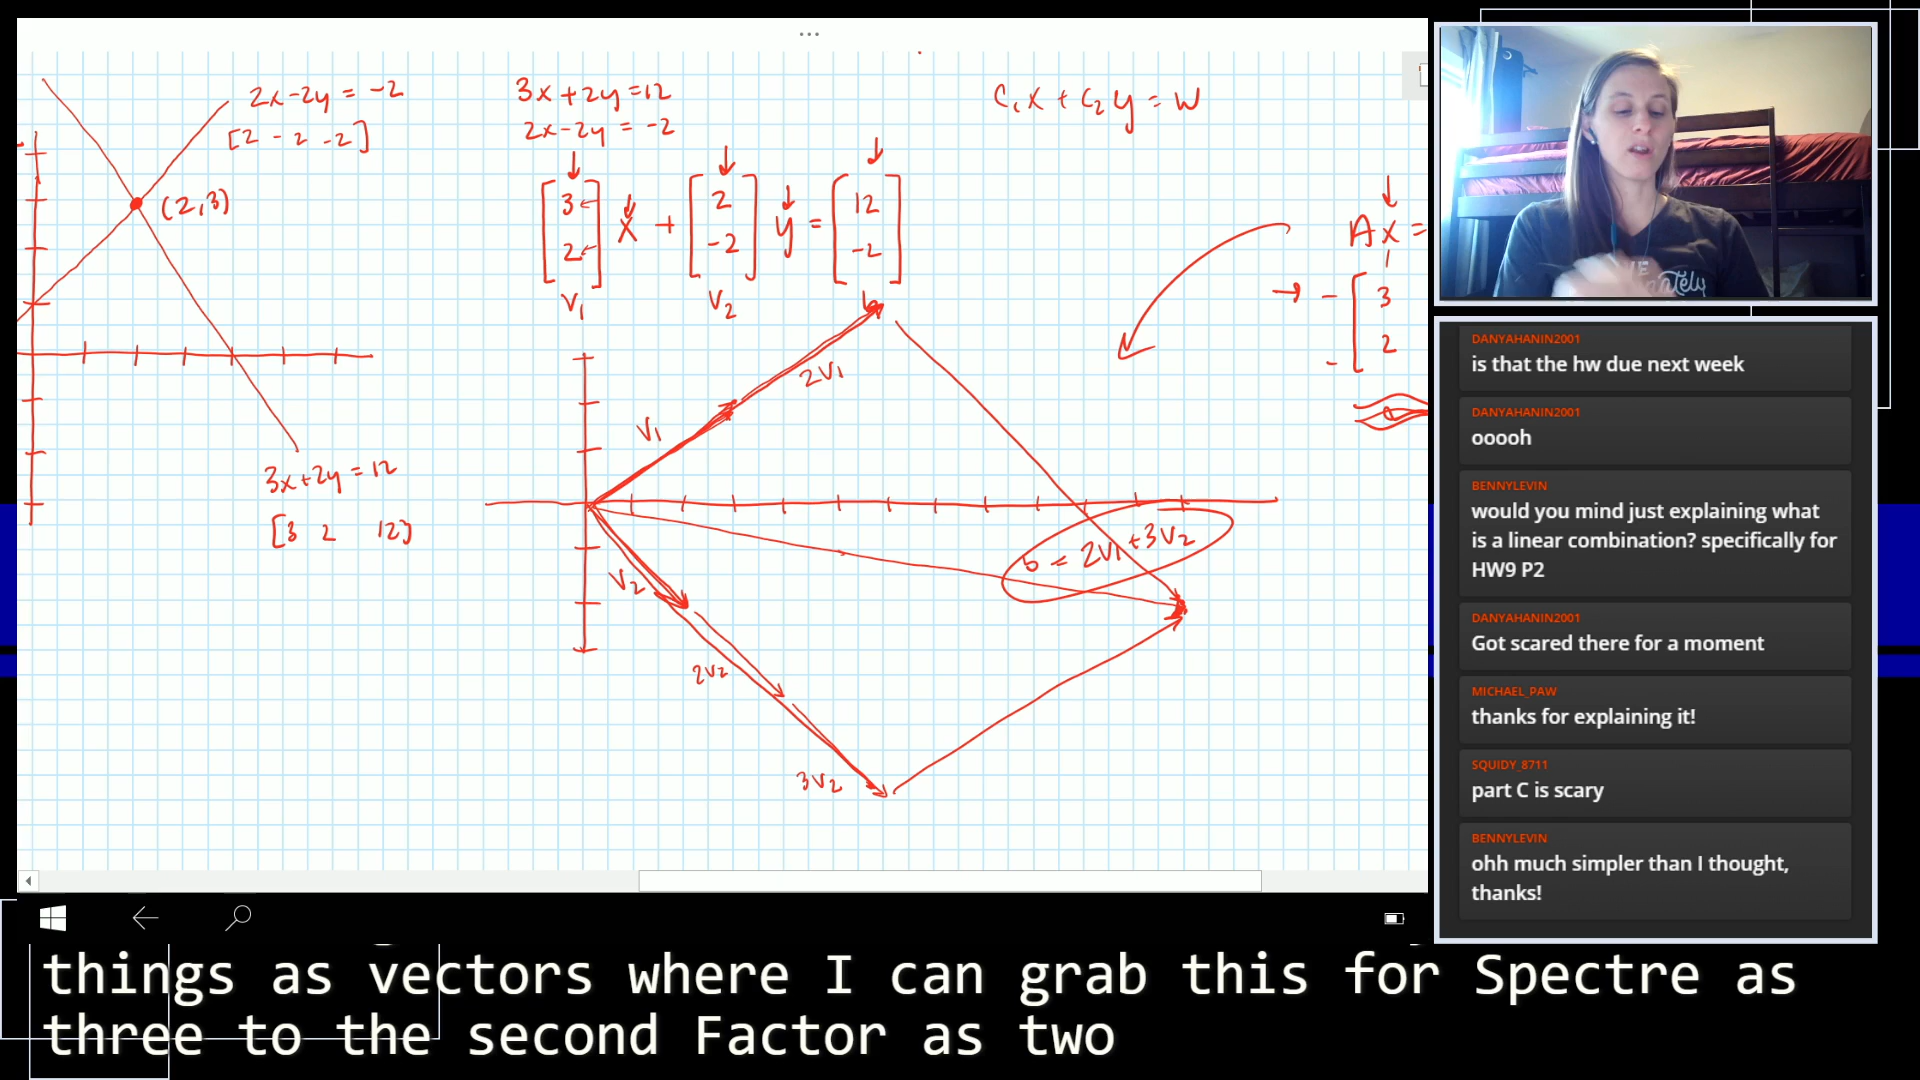 2x-2y = -2
[2 -2 -2]
(2,3)
3x+2y=12
[3 2 12]
3x+2y=12
2x-2y = -2
[3 2] x + [2 -2] y = [12 -2]
V1 V2 b
C1X + C2Y = W
AX =
3
2
V1
2V1
V2
2V2
3V2
b = 2V1+3V2
DANYAHANIN2001
is that the hw due next week
DANYAHANIN2001
ooooh
BENNYLEVIN
would you mind just explaining what
is a linear combination? specifically for
HW9 P2
DANYAHANIN2001
Got scared there for a moment
MICHAEL_PAW
thanks for explaining it!
SQUIDY_8711
part C is scary
BENNYLEVIN
ohh much simpler than I thought,
thanks!
things as vectors where I can grab this for Spectre as
three to the second Factor as two